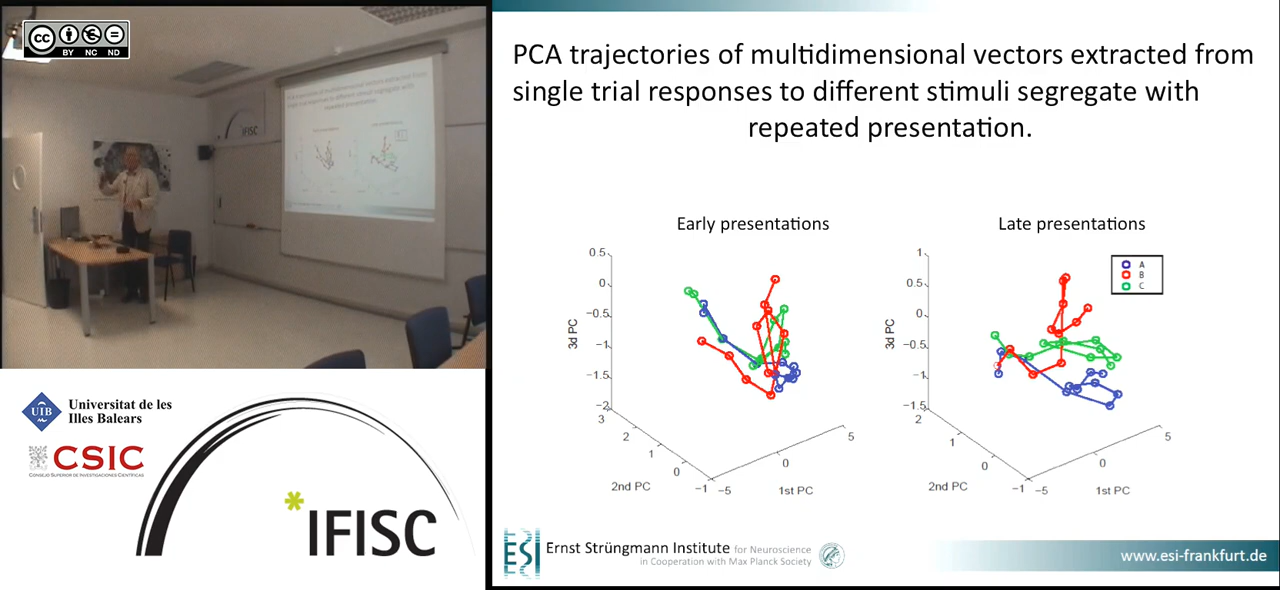 CC
BY NC ND
IFISC
PCA trajectories of multidimensional vectors extracted from
single trial responses to different stimuli segregate with
repeated presentation.
Early presentations
0.5
0
−0.5
−1
−1.5
−2
3d PC
3
2
1
0
−1
2nd PC
−5
0
5
1st PC
Late presentations
1
0.5
0
−0.5
−1
−1.5
3d PC
2
1
0
−1
2nd PC
−5
0
5
1st PC
A
B
C
UIB
Universitat de les
Illes Balears
CSIC
CONSEJO SUPERIOR DE INVESTIGACIONES CIENTÍFICAS
*IFISC
ESI
Ernst Strüngmann Institute for Neuroscience
in Cooperation with Max Planck Society
www.esi-frankfurt.de